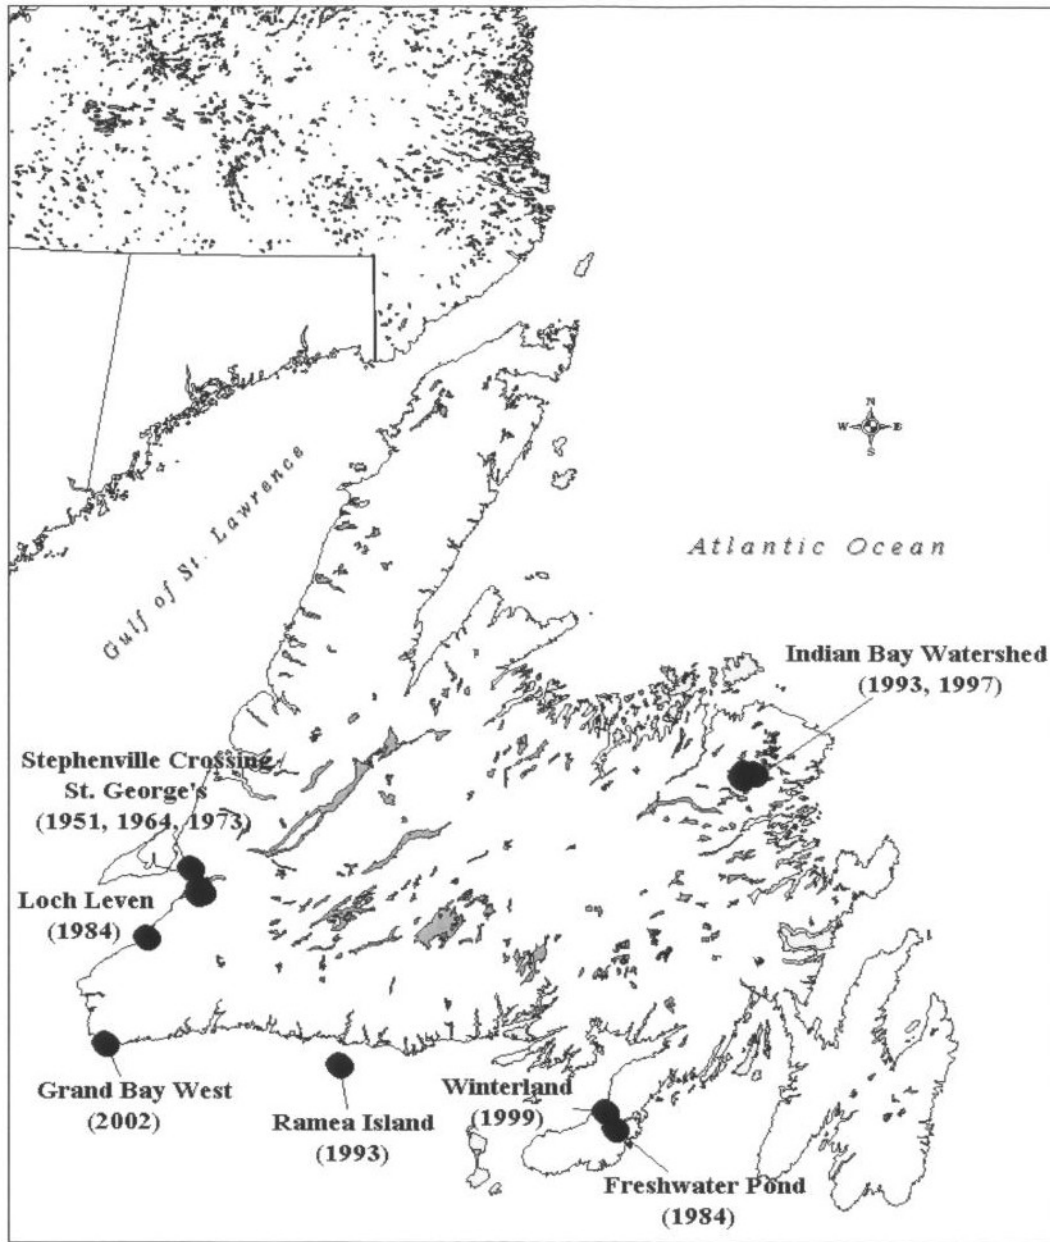 N
W E
S
Gulf of St. Lawrence
Atlantic Ocean
Indian Bay Watershed
(1993, 1997)
Stephenville Crossing
St. George's
(1951, 1964, 1973)
Loch Leven
(1984)
Grand Bay West
(2002)
Ramea Island
(1993)
Winterland
(1999)
Freshwater Pond
(1984)